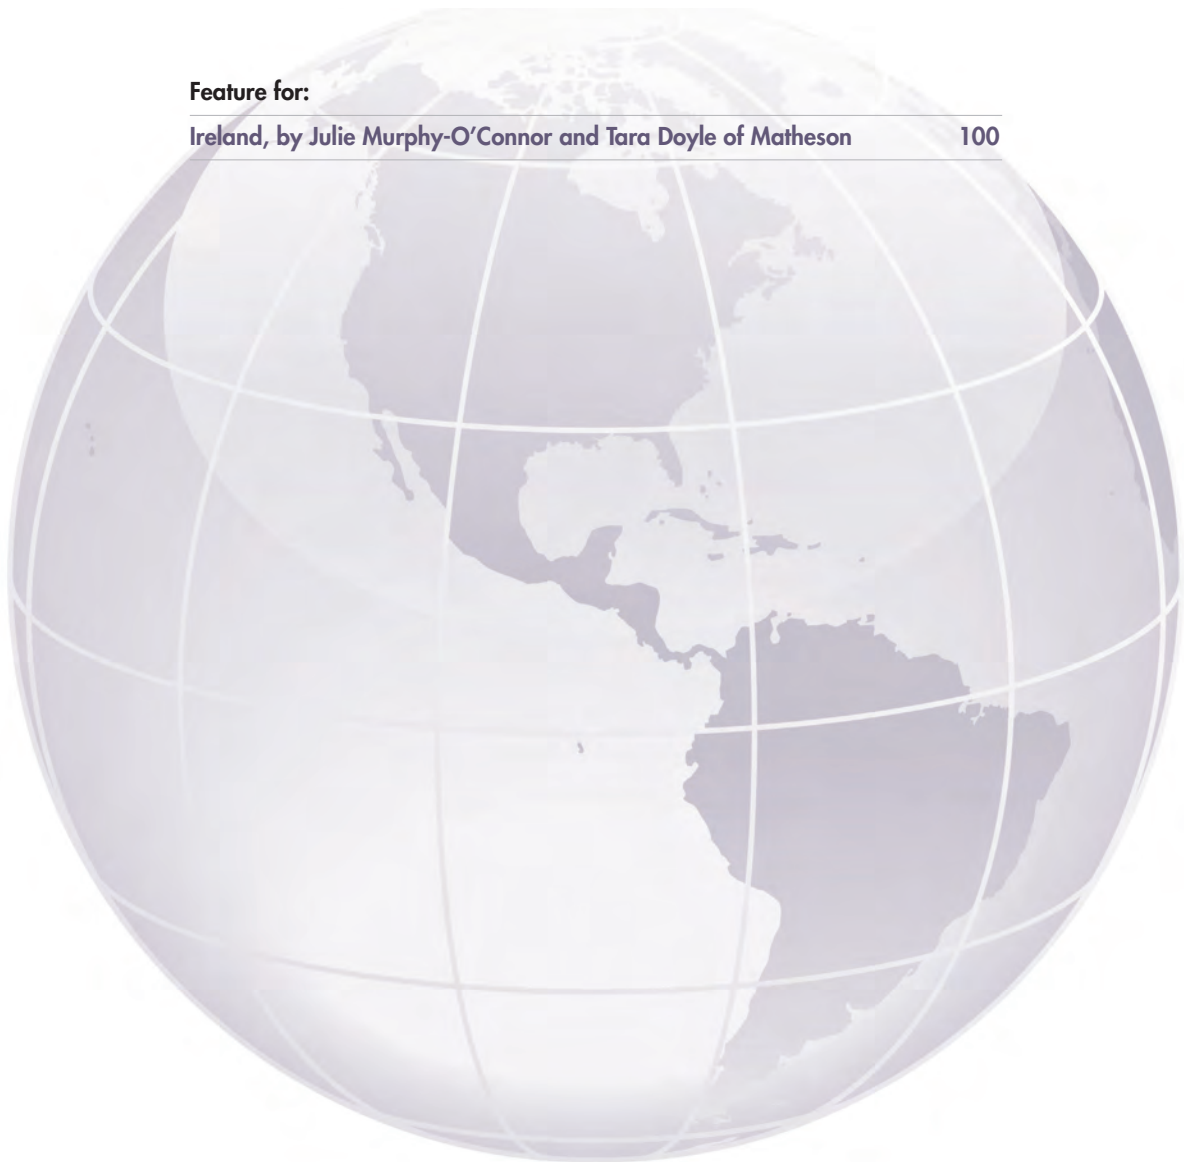 Feature for:
Ireland, by Julie Murphy-O’Connor and Tara Doyle of Matheson 100